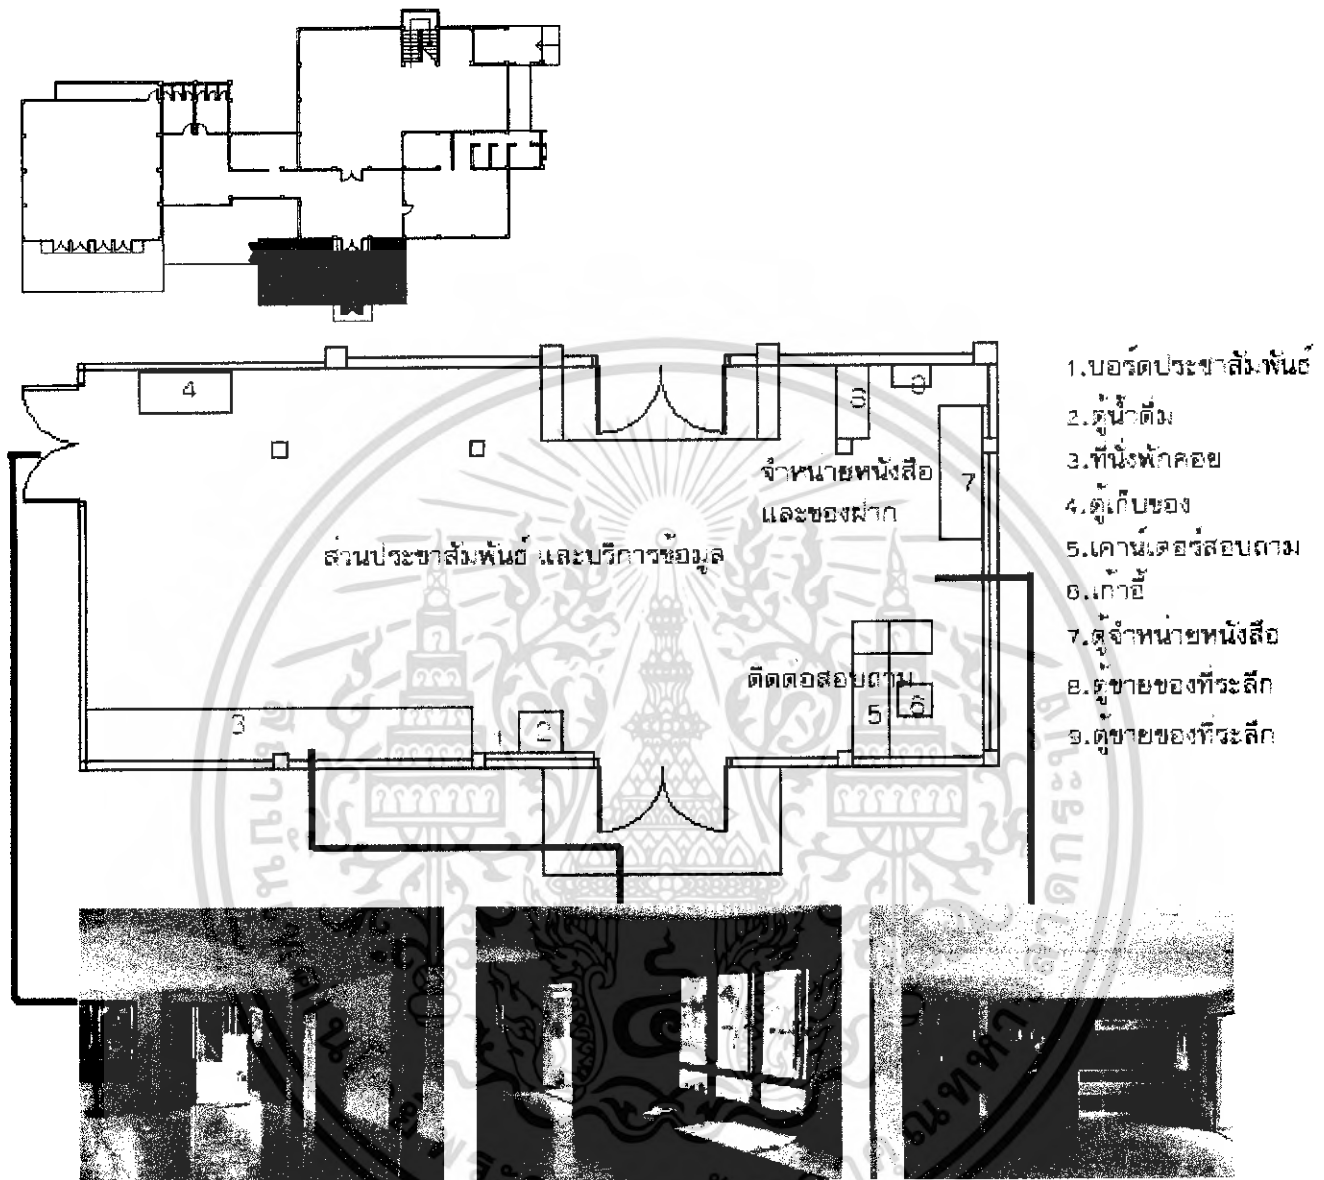 4
8
9
7
จำหน่ายหนังสือ
และของฝาก
ส่วนประชาสัมพันธ์ และบริการข้อมูล
ติดต่อสอบถาม
3
1
2
5
6
1.บอร์ดประชาสัมพันธ์
2.ตู้น้ำดื่ม
3.ที่นั่งพักคอย
4.ตู้เก็บของ
5.เคาน์เตอร์สอบถาม
6.เก้าอี้
7.ตู้จำหน่ายหนังสือ
8.ตู้ขายของที่ระลึก
9.ตู้ขายของที่ระลึก